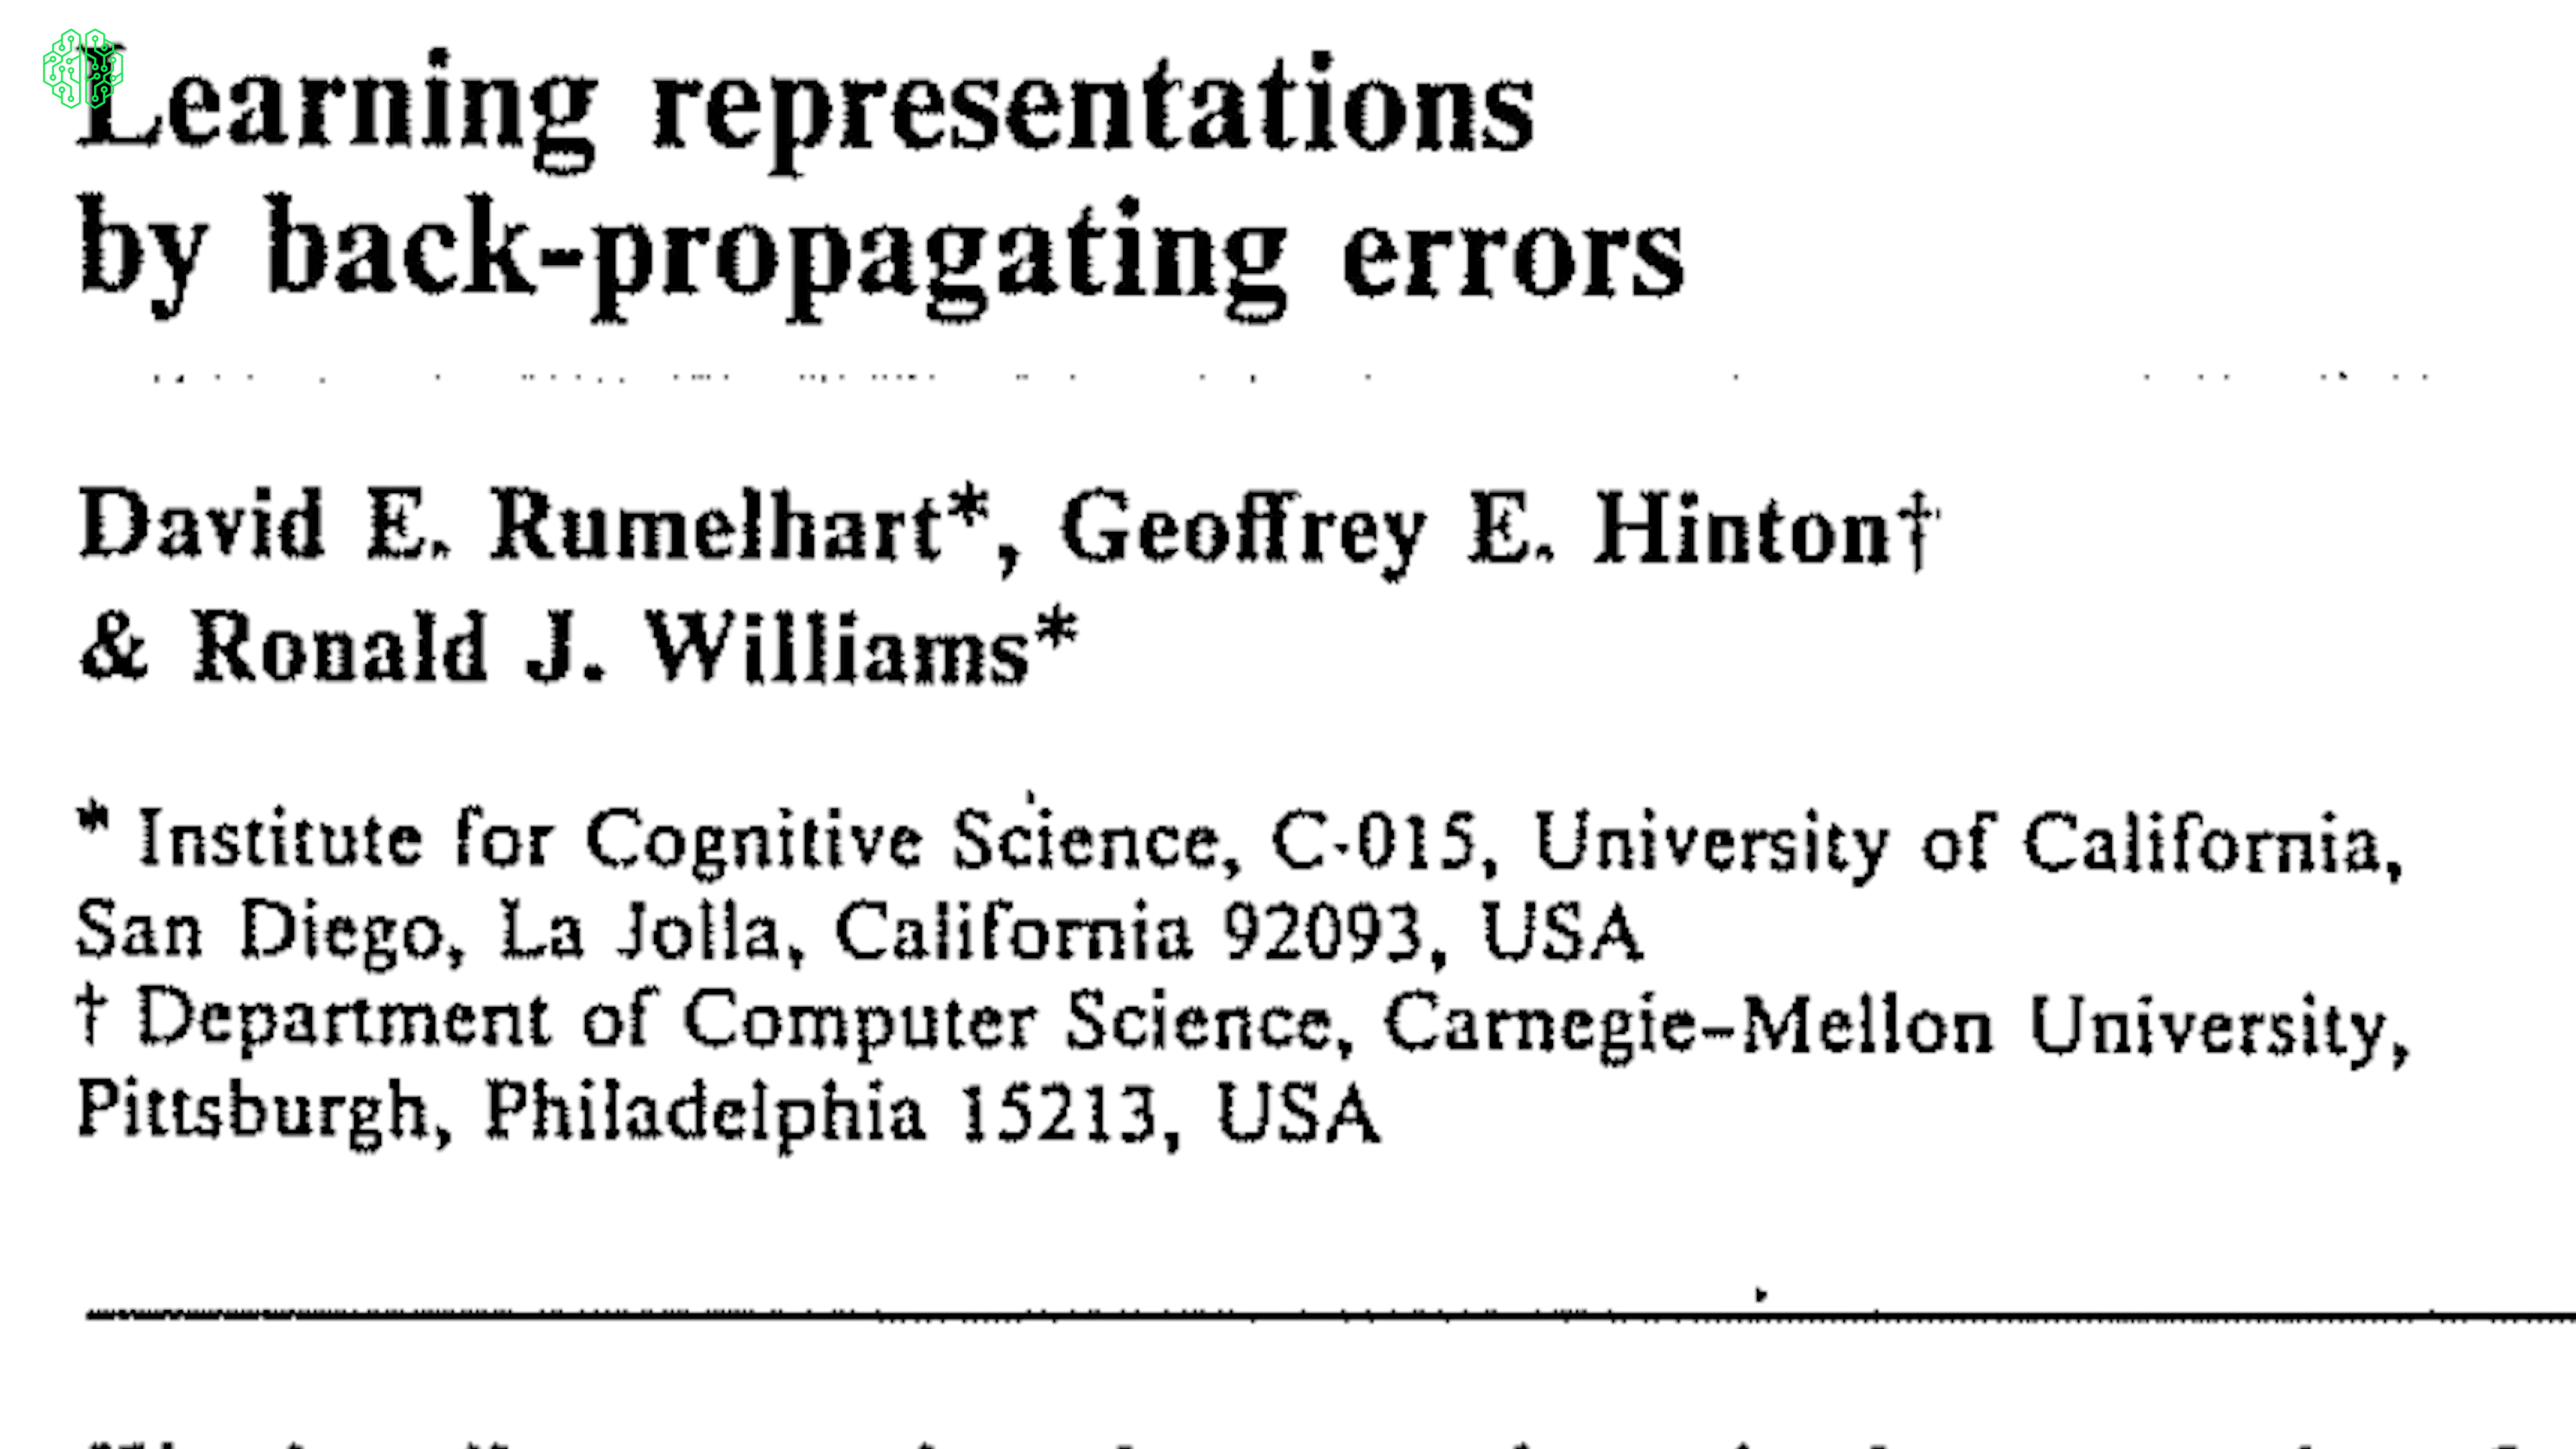 Learning representations
by back-propagating errors
David E. Rumelhart*, Geoffrey E. Hinton†
& Ronald J. Williams*
* Institute for Cognitive Science, C-015, University of California,
San Diego, La Jolla, California 92093, USA
† Department of Computer Science, Carnegie-Mellon University,
Pittsburgh, Philadelphia 15213, USA